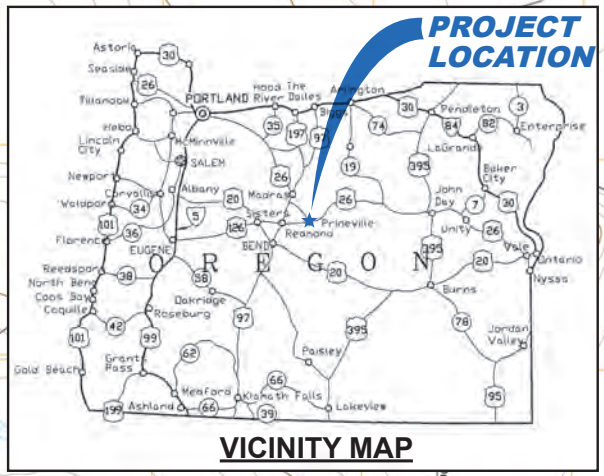 PROJECT
LOCATION
Astoria
30
Seaside
26
Tillamook
PORTLAND
Hood River
The Dalles
Arlington
Biggs
30
Pendleton
3
Enterprise
35
197
97
74
84
82
LaGrand
Hebo
McMinnville
Lincoln City
SALEM
19
395
Baker City
Newport
Corvallis
Albany
20
26
Madras
26
John Day
7
30
Waldport
34
5
Sisters
Prineville
Unity
26
101
36
126
Redmond
Florence
EUGENE
BEND
395
20
Vale
Ontario
OREGON
Nyssa
Reedsport
38
58
20
Burns
North Bend
Coos Bay
Oakridge
Coquille
Roseburg
97
395
78
42
101
99
Jordan Valley
62
Paisley
Gold Beach
Grants Pass
66
Medford
Klamath Falls
95
199
Ashland
66
39
Lakeview
VICINITY MAP